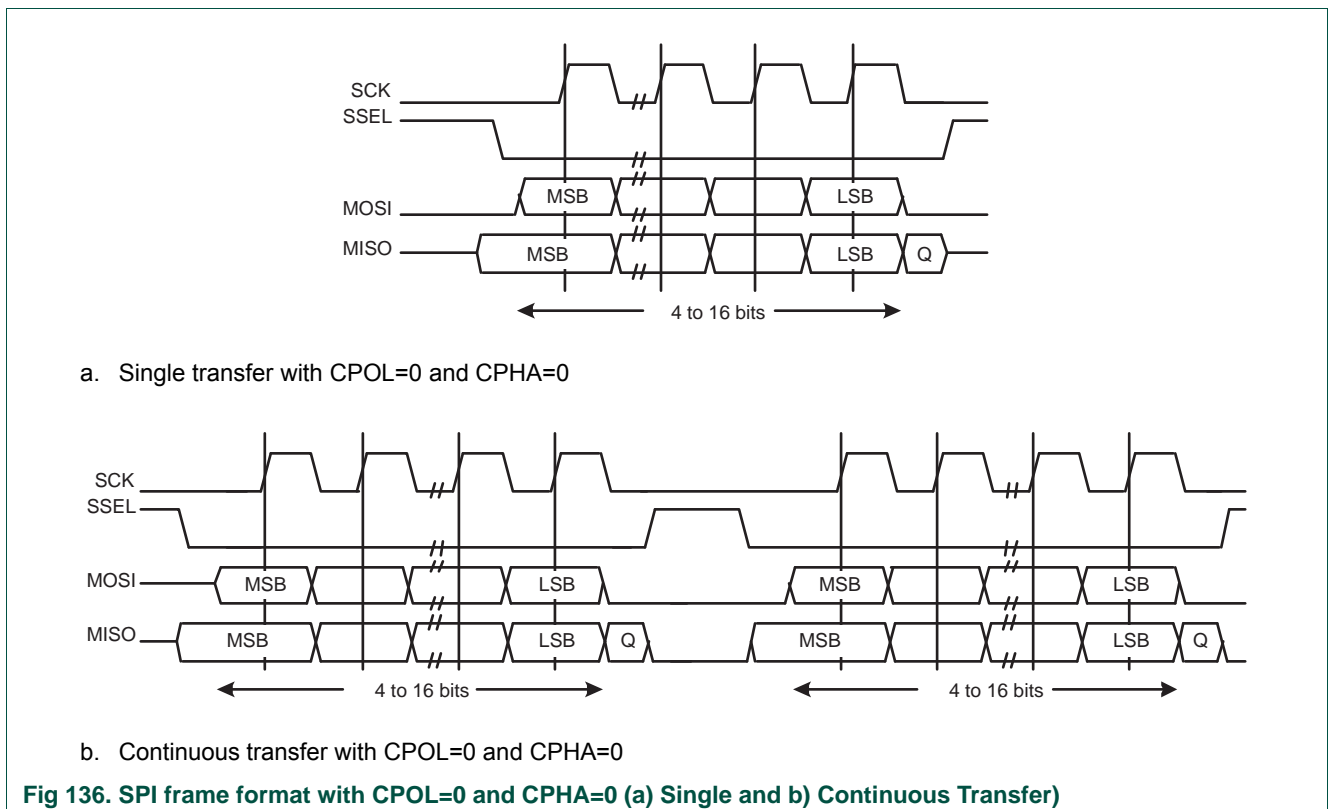 SCK
SSEL
MOSI MSB LSB
MISO MSB LSB Q
4 to 16 bits
a. Single transfer with CPOL=0 and CPHA=0
SCK
SSEL
MOSI MSB LSB MSB LSB
MISO MSB LSB Q MSB LSB Q
4 to 16 bits 4 to 16 bits
b. Continuous transfer with CPOL=0 and CPHA=0
Fig 136. SPI frame format with CPOL=0 and CPHA=0 (a) Single and b) Continuous Transfer)